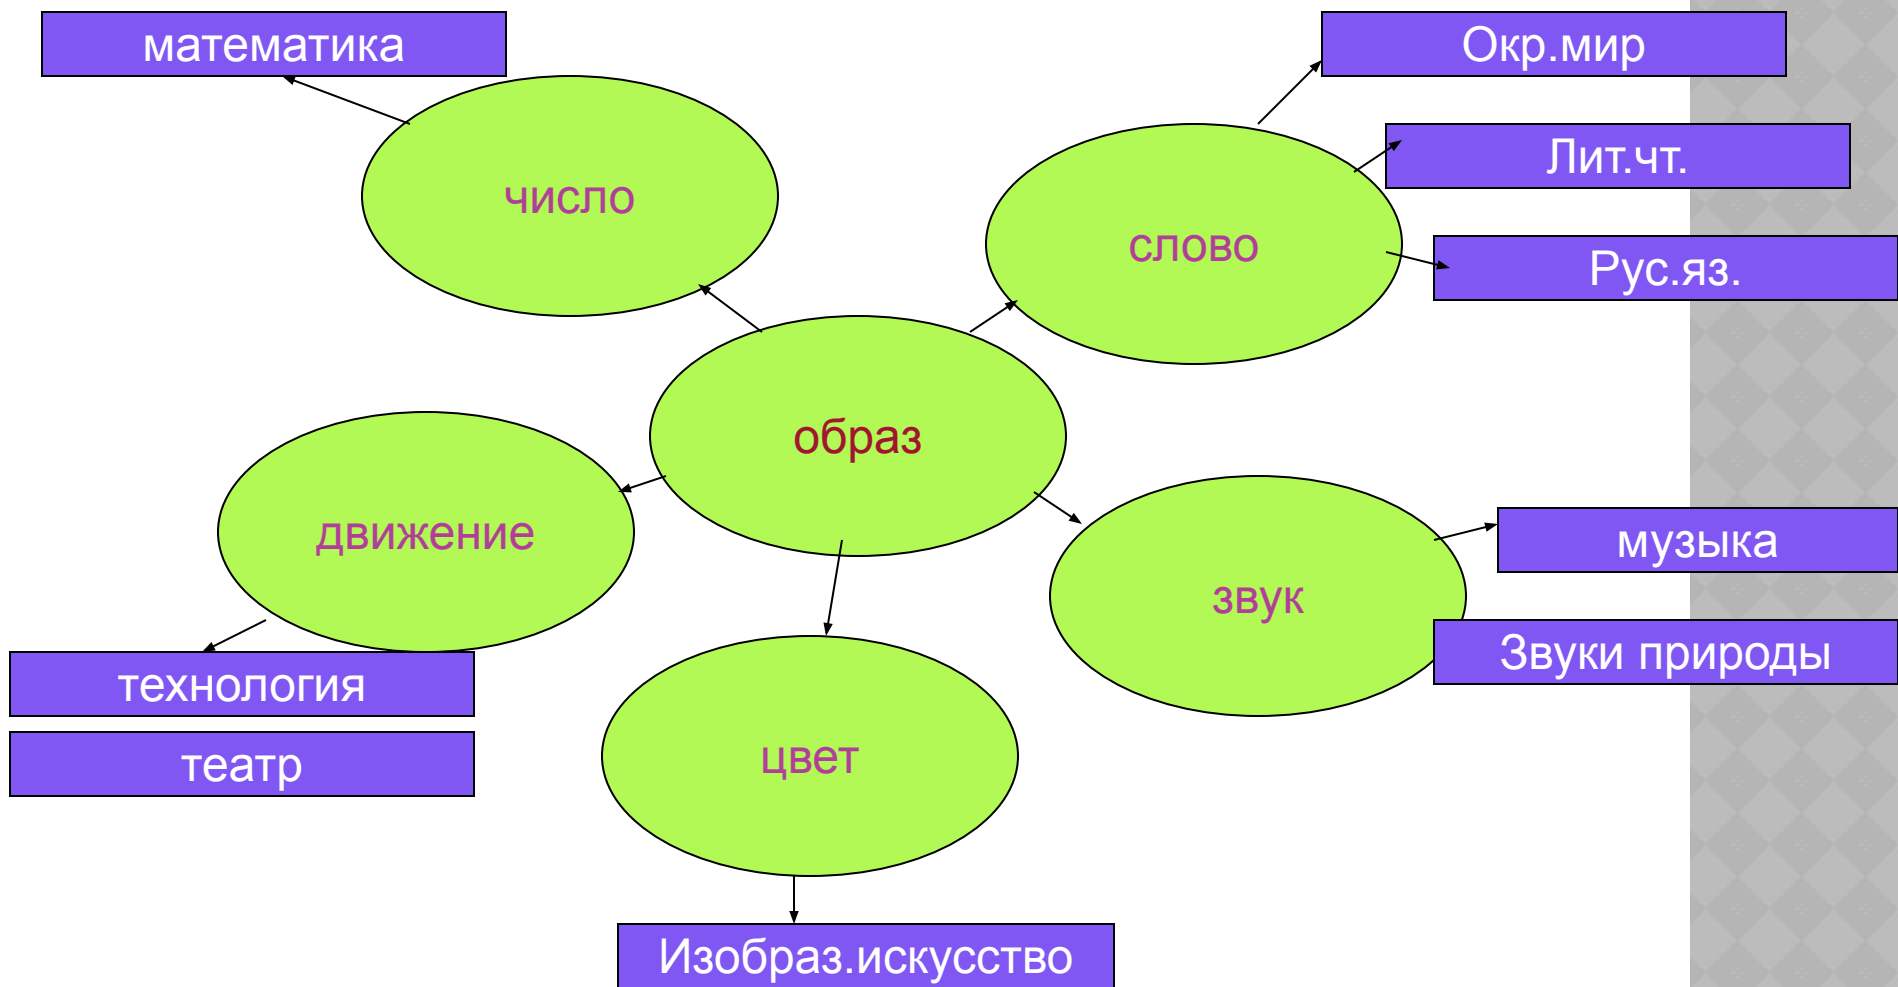 математика
Окр.мир
Лит.чт.
число
слово
Рус.яз.
образ
движение
музыка
звук
Звуки природы
технология
театр
цвет
Изобраз.искусство